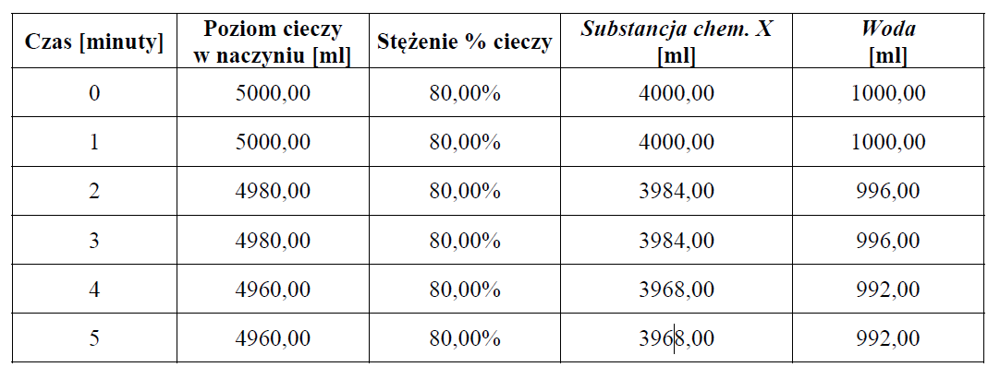 Czas [minuty] Poziom cieczy w naczyniu [ml] Stężenie % cieczy Substancja chem. X [ml] Woda [ml]
0 5000,00 80,00% 4000,00 1000,00
1 5000,00 80,00% 4000,00 1000,00
2 4980,00 80,00% 3984,00 996,00
3 4980,00 80,00% 3984,00 996,00
4 4960,00 80,00% 3968,00 992,00
5 4960,00 80,00% 3968,00 992,00